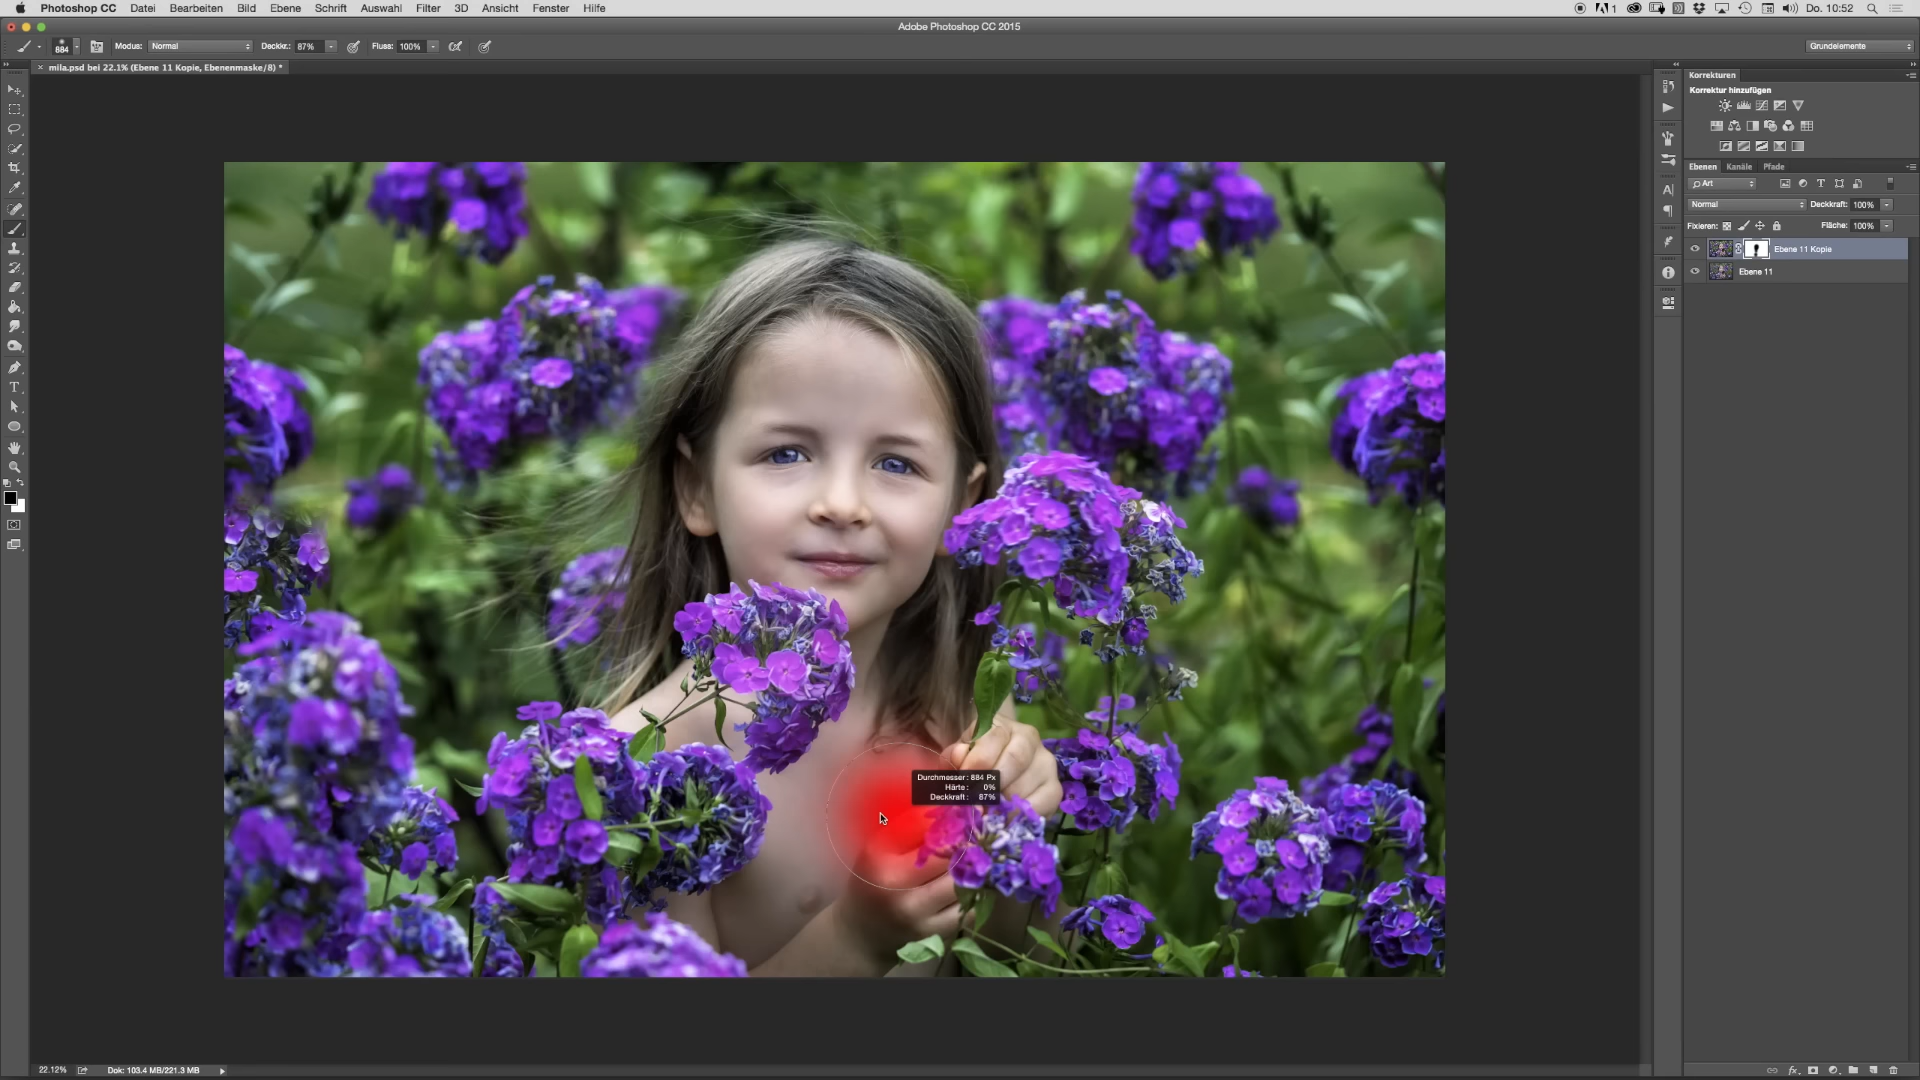 Photoshop CC Datei Bearbeiten Bild Ebene Schrift Auswahl Filter 3D Ansicht Fenster Hilfe 1 Do. 10:52
Adobe Photoshop CC 2015
884 Modus: Normal Deckkr.: 87% Fluss: 100% Grundelemente
× mila.psd bei 22.1% (Ebene 11 Kopie, Ebenenmaske/8) *
Korrekturen
Korrektur hinzufügen
Ebenen Kanäle Pfade
Art
Normal Deckkraft: 100%
Fixieren: Fläche: 100%
Ebene 11 Kopie
Ebene 11
Durchmesser: 884 Px
Härte: 0%
Deckkraft: 87%
22.12% Dok: 103.4 MB/221.3 MB